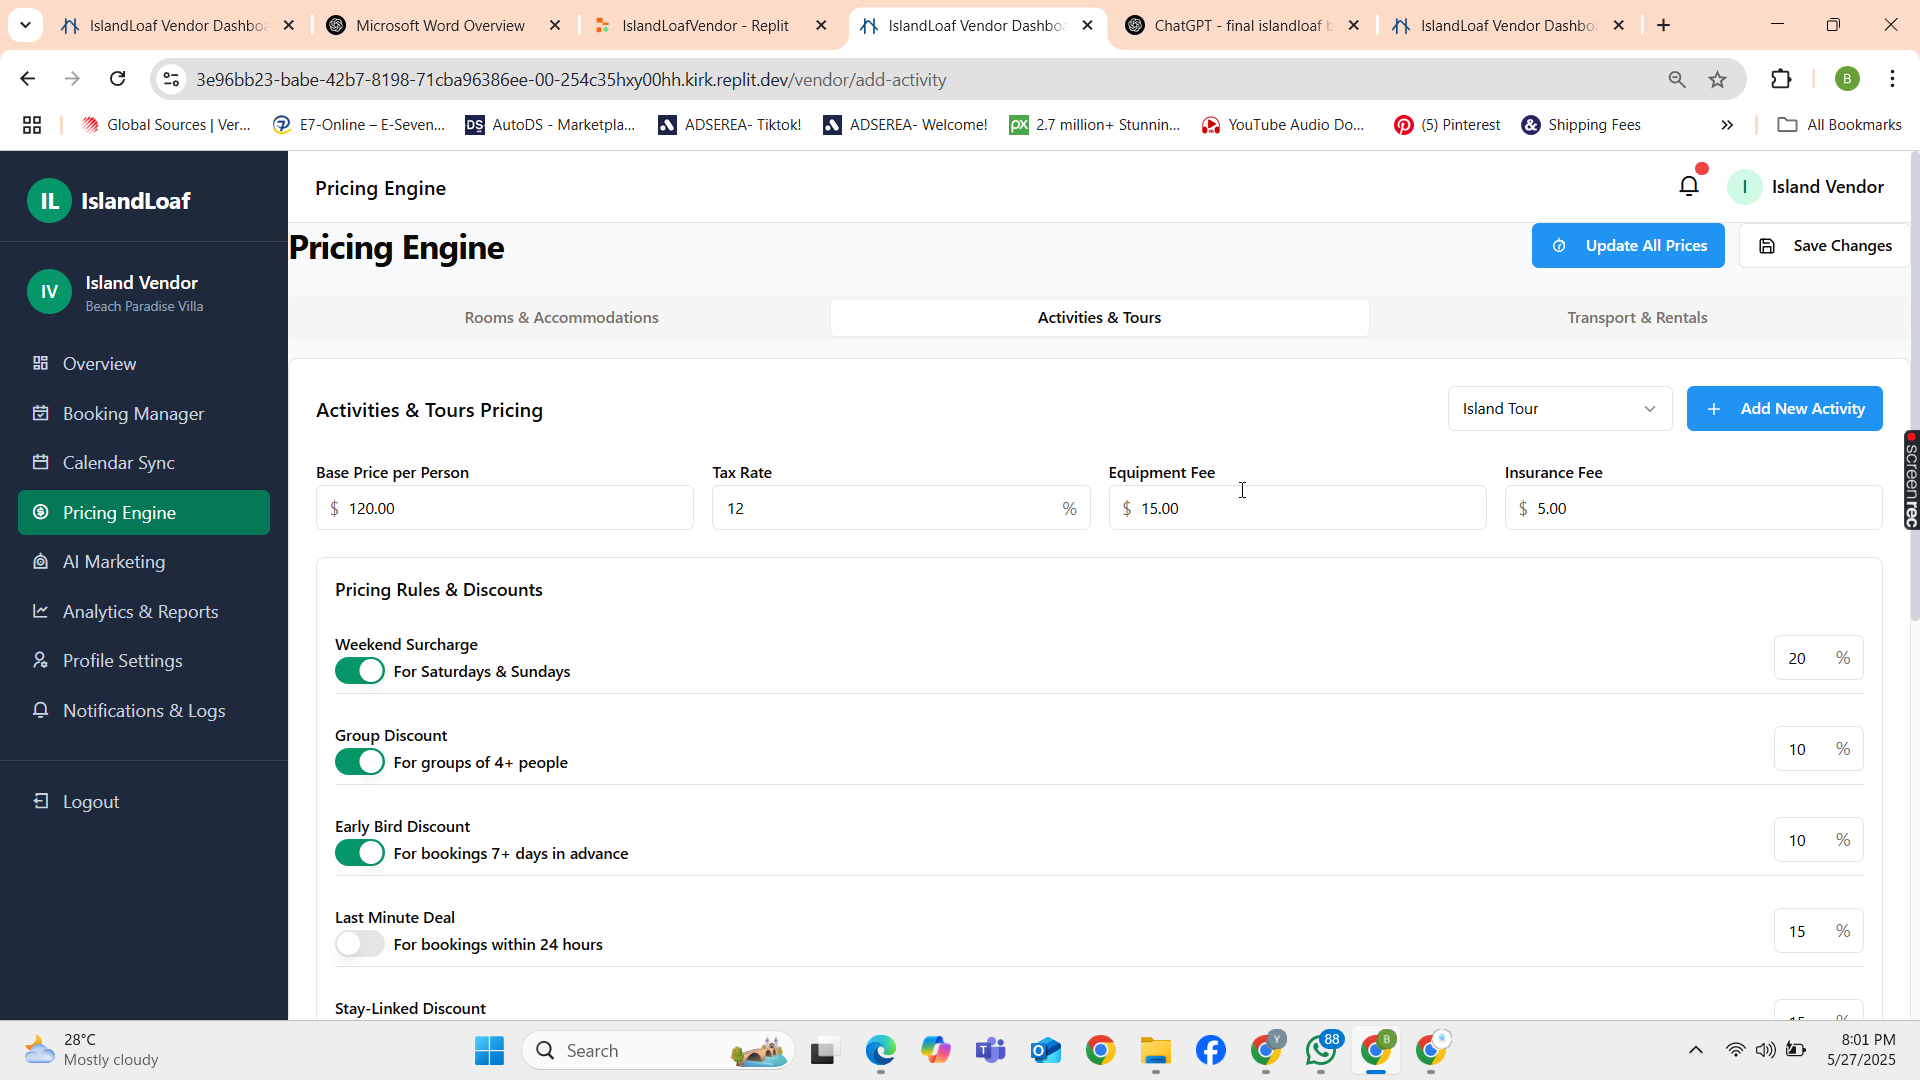 IslandLoaf Vendor Dashbo
Microsoft Word Overview
IslandLoafVendor - Replit
IslandLoaf Vendor Dashbo
ChatGPT - final islandloaf b
IslandLoaf Vendor Dashbo
3e96bb23-babe-42b7-8198-71cba96386ee-00-254c35hxy00hh.kirk.replit.dev/vendor/add-activity
B
Global Sources | Ver...
E7-Online – E-Seven...
DS
AutoDS - Marketpla...
ADSEREA- Tiktok!
ADSEREA- Welcome!
px
2.7 million+ Stunnin...
YouTube Audio Do...
(5) Pinterest
&
Shipping Fees
All Bookmarks
IL
IslandLoaf
IV
Island Vendor
Beach Paradise Villa
Overview
Booking Manager
Calendar Sync
Pricing Engine
AI Marketing
Analytics & Reports
Profile Settings
Notifications & Logs
Logout
Pricing Engine
I
Island Vendor
Pricing Engine
Update All Prices
Save Changes
Rooms & Accommodations
Activities & Tours
Transport & Rentals
Activities & Tours Pricing
Island Tour
Add New Activity
Base Price per Person
Tax Rate
Equipment Fee
Insurance Fee
$ 120.00
12 %
$ 15.00
$ 5.00
Pricing Rules & Discounts
Weekend Surcharge
For Saturdays & Sundays
20 %
Group Discount
For groups of 4+ people
10 %
Early Bird Discount
For bookings 7+ days in advance
10 %
Last Minute Deal
For bookings within 24 hours
15 %
Stay-Linked Discount
screenrec
28°C
Mostly cloudy
Search
Y
88
B
8:01 PM
5/27/2025